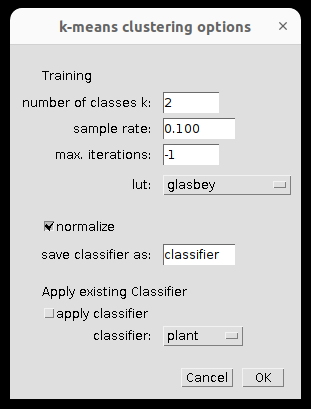 k-means clustering options
Training
number of classes k: 2
sample rate: 0.100
max. iterations: -1
lut: glasbey
normalize
save classifier as: classifier
Apply existing Classifier
apply classifier
classifier: plant
Cancel OK